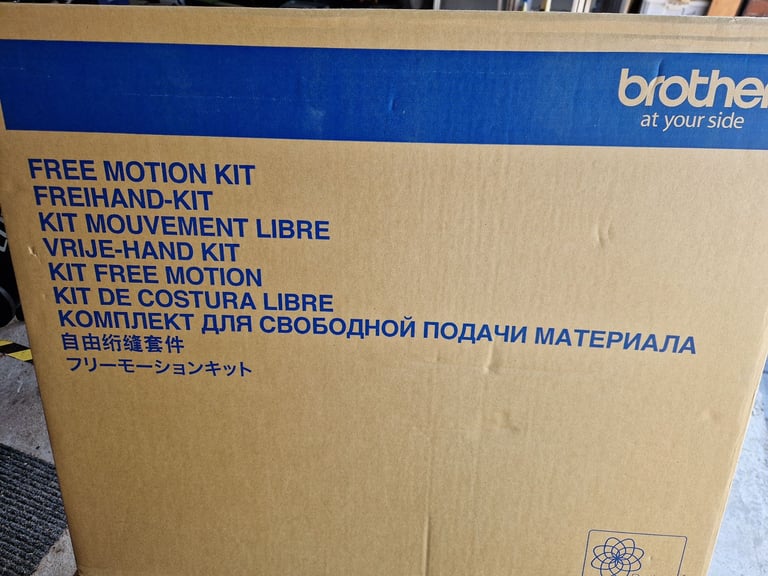 brother
at your side
FREE MOTION KIT
FREIHAND-KIT
KIT MOUVEMENT LIBRE
VRIJE-HAND KIT
KIT FREE MOTION
KIT DE COSTURA LIBRE
КОМПЛЕКТ ДЛЯ СВОБОДНОЙ ПОДАЧИ МАТЕРИАЛА
自由绗缝套件
フリーモーションキット